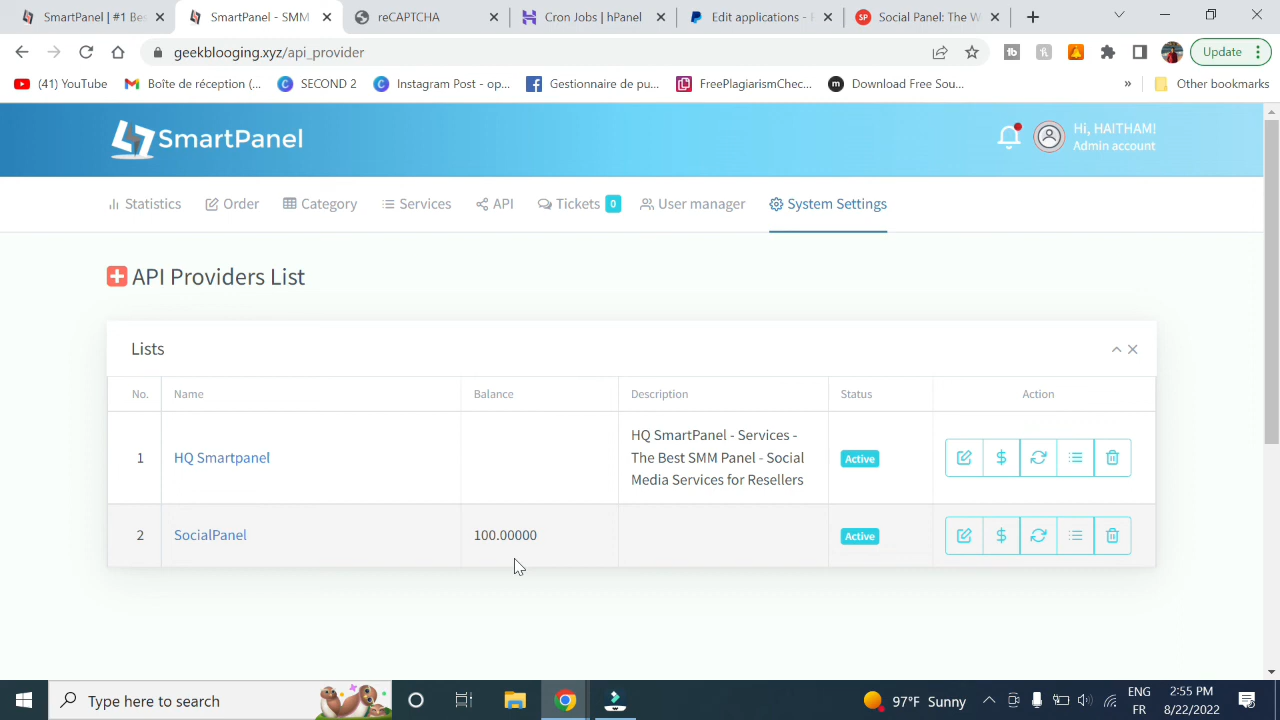 SmartPanel | #1 Bes
SmartPanel - SMM
reCAPTCHA
Cron Jobs | hPanel
Edit applications -
Social Panel: The W
geekblooging.xyz/api_provider
Update
(41) YouTube
Boîte de réception (...
SECOND 2
Instagram Post - op...
Gestionnaire de pu...
FreePlagiarismChec...
Download Free Sou...
»
Other bookmarks
SmartPanel
Hi, HAITHAM!
Admin account
Statistics
Order
Category
Services
API
Tickets 0
User manager
System Settings
API Providers List
Lists
No. Name Balance Description Status Action
HQ SmartPanel - Services -
1 HQ Smartpanel The Best SMM Panel - Social Active
Media Services for Resellers
2 SocialPanel 100.00000 Active
Type here to search
97°F Sunny
ENG
FR
2:55 PM
8/22/2022